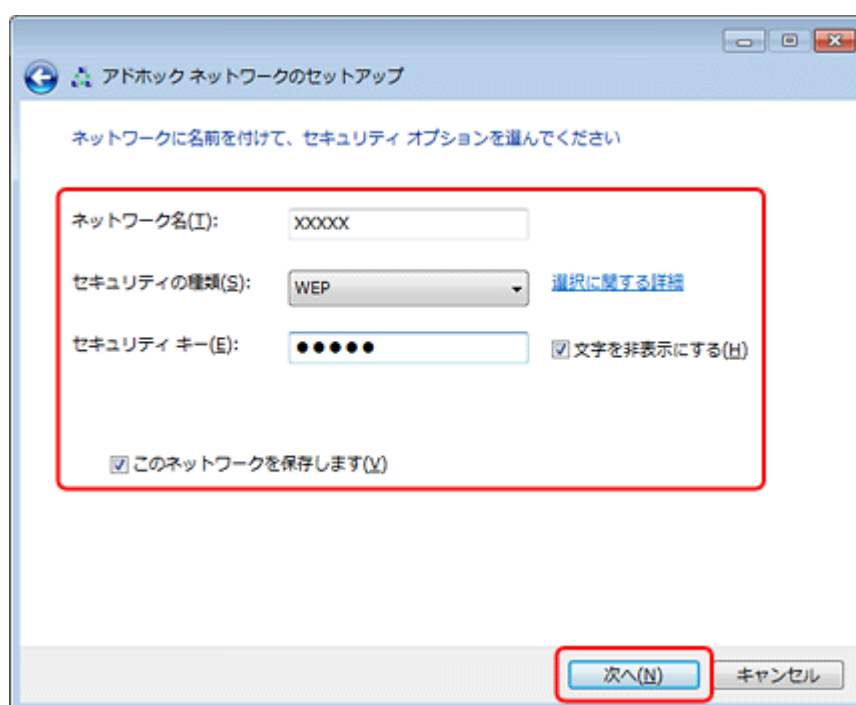 アドホック ネットワークのセットアップ
ネットワークに名前を付けて、セキュリティ オプションを選んでください
ネットワーク名(T): XXXXX
セキュリティの種類(S): WEP 選択に関する詳細
セキュリティ キー(E): ●●●●● 文字を非表示にする(H)
このネットワークを保存します(V)
次へ(N) キャンセル